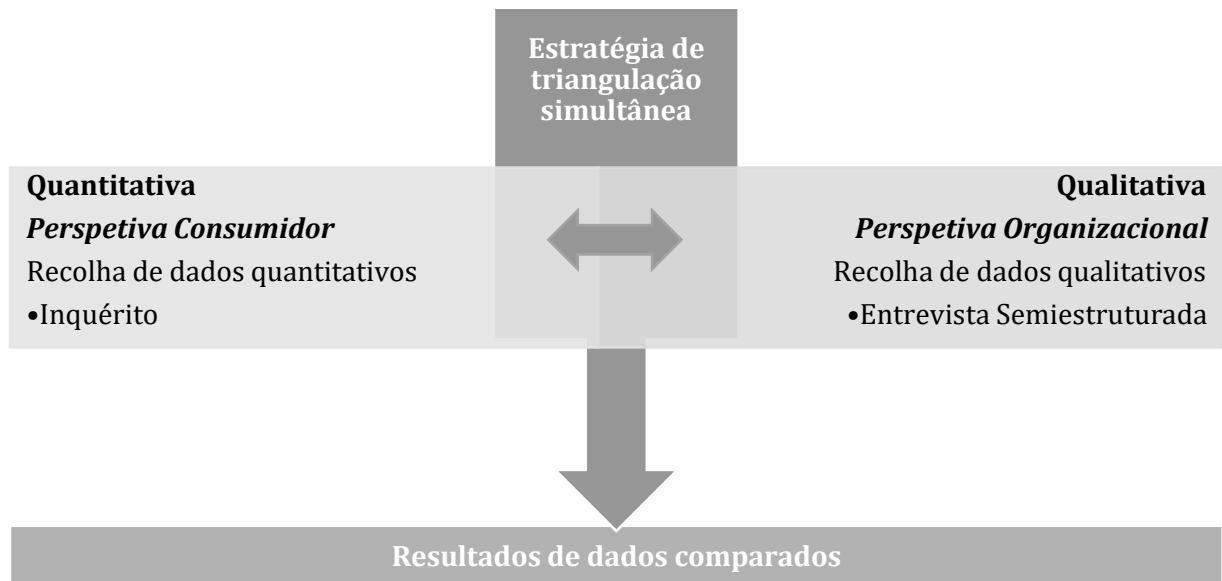 Estratégia de
triangulação
simultânea
Quantitativa
Perspetiva Consumidor
Recolha de dados quantitativos
•Inquérito
Qualitativa
Perspetiva Organizacional
Recolha de dados qualitativos
•Entrevista Semiestruturada
Resultados de dados comparados